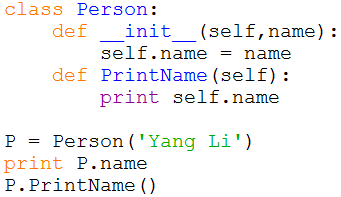 class Person:
    def __init__(self,name):
        self.name = name
    def PrintName(self):
        print self.name

P = Person('Yang Li')
print P.name
P.PrintName()